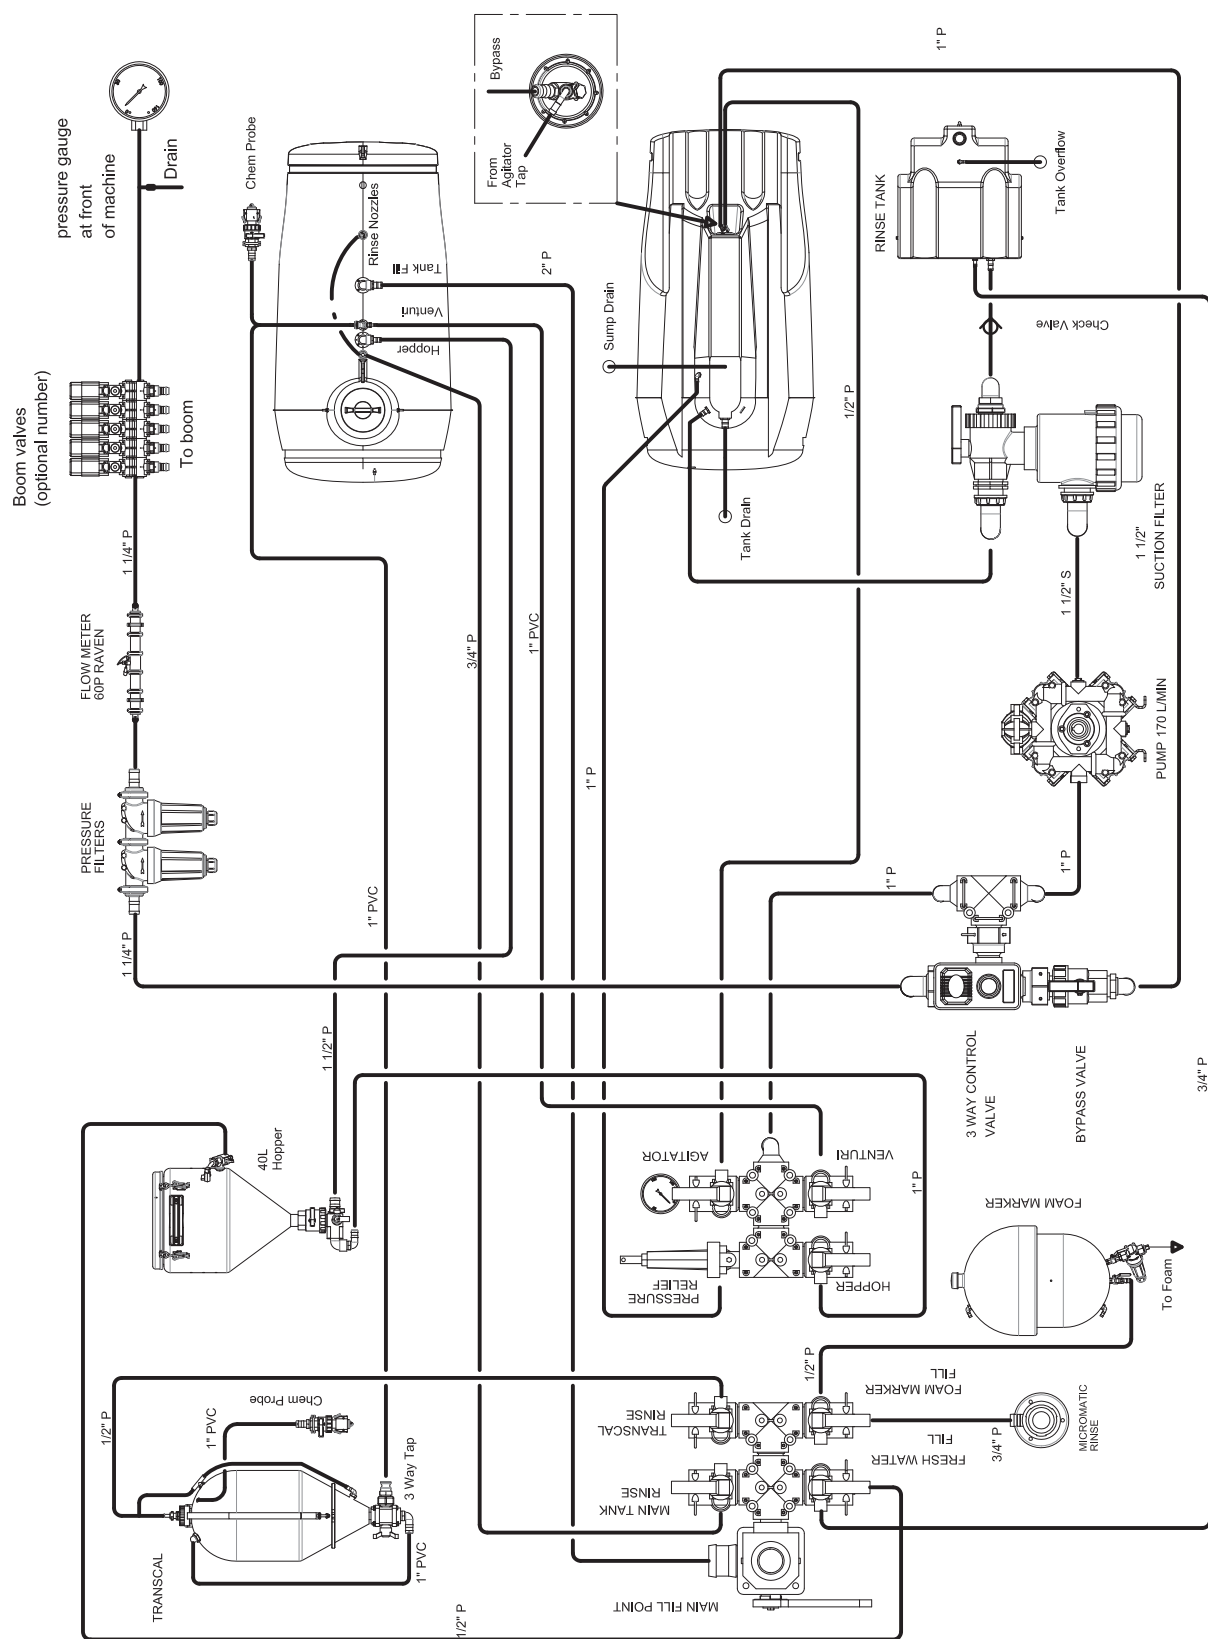 pressure gauge
at front
of machine
Drain
Boom valves
(optional number)
To boom
1 1/4" P
FLOW METER
60P RAVEN
PRESSURE
FILTERS
1 1/4" P
Chem Probe
Rinse Nozzles
Tank Fill
Venturi
Hopper
2" P
3/4" P
1" PVC
1" PVC
1 1/2" P
Bypass
From
Agitator
Tap
Sump Drain
Tank Drain
1" P
1" P
1/2" P
RINSE TANK
Tank Overflow
Check Valve
1 1/2"
SUCTION FILTER
1 1/2" S
PUMP 170 L/MIN
1" P
1" P
3 WAY CONTROL
VALVE
BYPASS VALVE
3/4" P
40L
Hopper
AGITATOR
VENTURI
1" P
PRESSURE
RELIEF
HOPPER
FOAM MARKER
To Foam
1/2" P
1" PVC
Chem Probe
3 Way Tap
1" PVC
TRANSCAL
1/2" P
TRANSCAL
RINSE
MAIN TANK
RINSE
1/2" P
FOAM MARKER
FILL
FRESH WATER
FILL
3/4" P
MICROMATIC
RINSE
MAIN FILL POINT